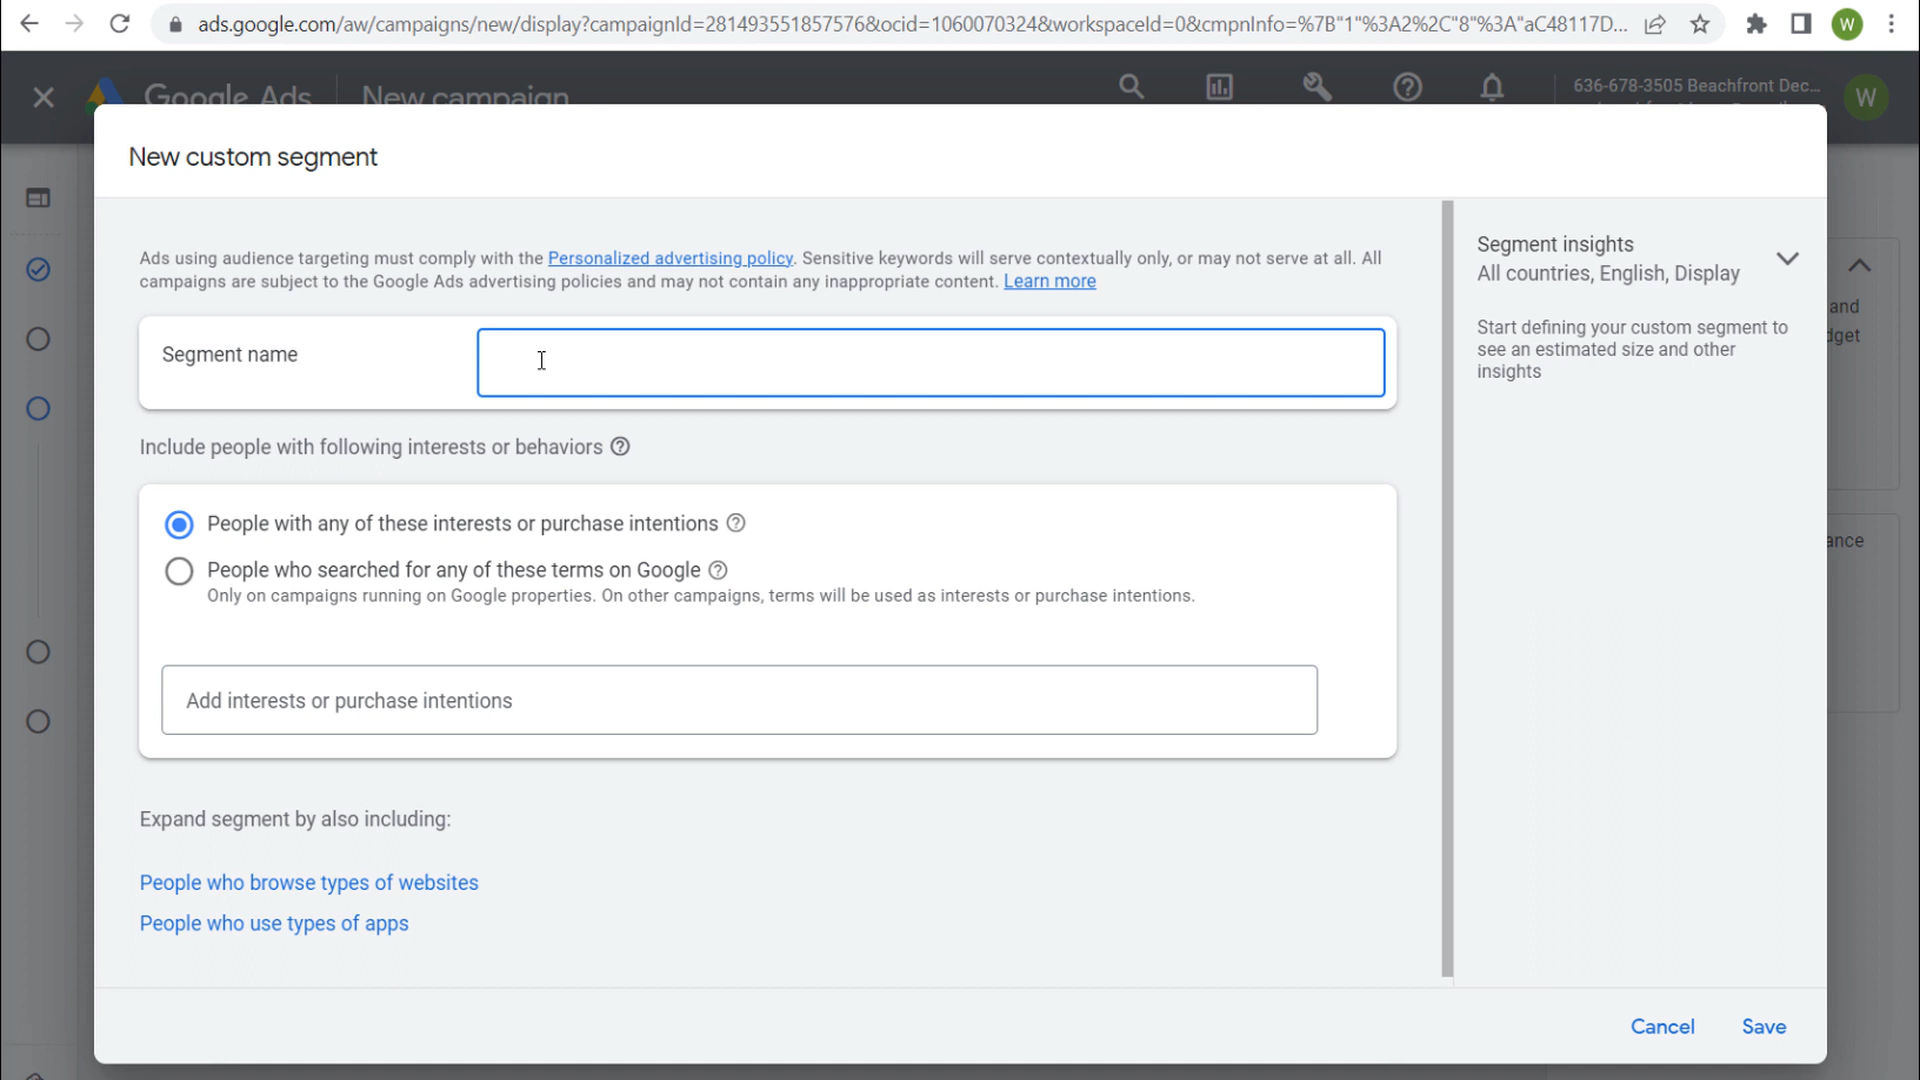 ads.google.com/aw/campaigns/new/display?campaignId=281493551857576&ocid=1060070324&workspaceId=0&cmpnInfo=%7B"1"%3A2%2C"8"%3A"aC48117D...
W
Google Ads
New campaign
636-678-3505 Beachfront Dec...
W
New custom segment
Ads using audience targeting must comply with the Personalized advertising policy. Sensitive keywords will serve contextually only, or may not serve at all. All
campaigns are subject to the Google Ads advertising policies and may not contain any inappropriate content. Learn more
Segment name
Include people with following interests or behaviors
People with any of these interests or purchase intentions
People who searched for any of these terms on Google
Only on campaigns running on Google properties. On other campaigns, terms will be used as interests or purchase intentions.
Add interests or purchase intentions
Expand segment by also including:
People who browse types of websites
People who use types of apps
Segment insights
All countries, English, Display
Start defining your custom segment to
see an estimated size and other
insights
and
dget
ance
Cancel
Save